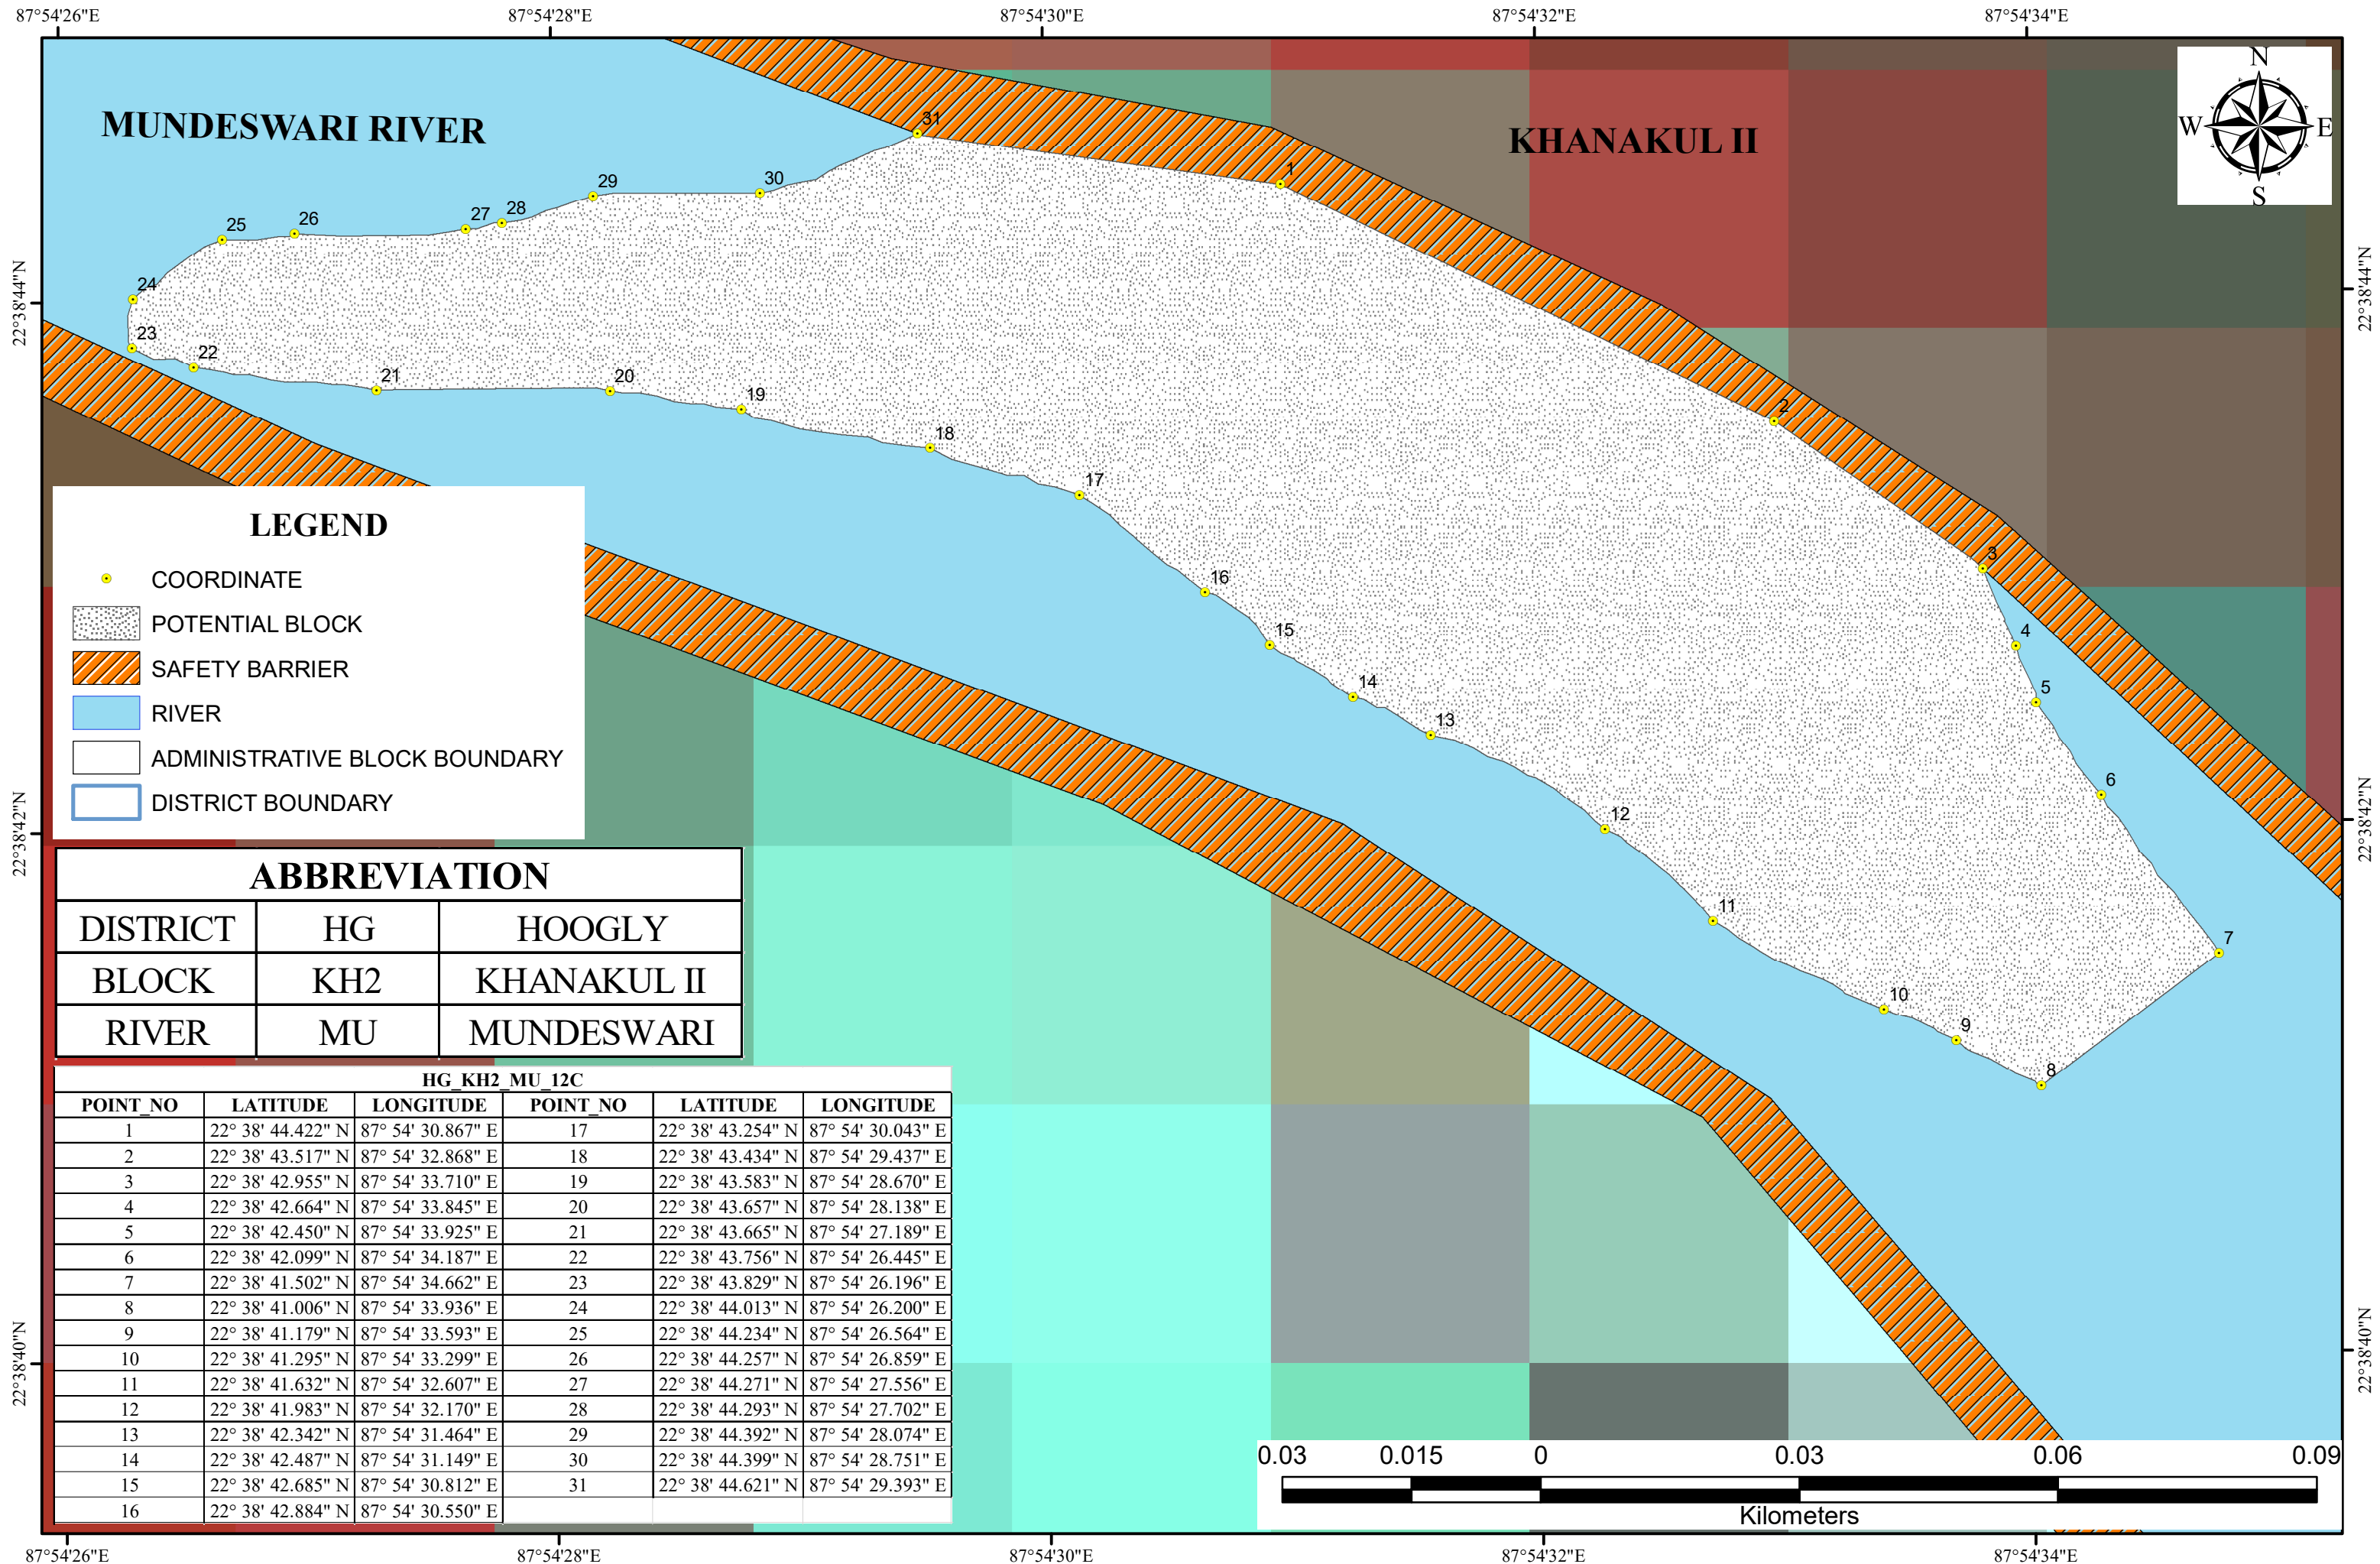 87°54'26"E 87°54'28"E 87°54'30"E 87°54'32"E 87°54'34"E
MUNDESWARI RIVER
KHANAKUL II
N
W E
S
31
1
30
29
28
27
26
25
24
23
22
21
20
19
18
17
16
15
14
13
12
11
10
9
8
7
6
5
4
3
2
22°38'44"N 22°38'44"N
22°38'42"N 22°38'42"N
22°38'40"N 22°38'40"N
LEGEND
COORDINATE
POTENTIAL BLOCK
SAFETY BARRIER
RIVER
ADMINISTRATIVE BLOCK BOUNDARY
DISTRICT BOUNDARY
ABBREVIATION
DISTRICT HG HOOGLY
BLOCK KH2 KHANAKUL II
RIVER MU MUNDESWARI
HG_KH2_MU_12C
POINT_NO LATITUDE LONGITUDE POINT_NO LATITUDE LONGITUDE
1 22° 38' 44.422" N 87° 54' 30.867" E 17 22° 38' 43.254" N 87° 54' 30.043" E
2 22° 38' 43.517" N 87° 54' 32.868" E 18 22° 38' 43.434" N 87° 54' 29.437" E
3 22° 38' 42.955" N 87° 54' 33.710" E 19 22° 38' 43.583" N 87° 54' 28.670" E
4 22° 38' 42.664" N 87° 54' 33.845" E 20 22° 38' 43.657" N 87° 54' 28.138" E
5 22° 38' 42.450" N 87° 54' 33.925" E 21 22° 38' 43.665" N 87° 54' 27.189" E
6 22° 38' 42.099" N 87° 54' 34.187" E 22 22° 38' 43.756" N 87° 54' 26.445" E
7 22° 38' 41.502" N 87° 54' 34.662" E 23 22° 38' 43.829" N 87° 54' 26.196" E
8 22° 38' 41.006" N 87° 54' 33.936" E 24 22° 38' 44.013" N 87° 54' 26.200" E
9 22° 38' 41.179" N 87° 54' 33.593" E 25 22° 38' 44.234" N 87° 54' 26.564" E
10 22° 38' 41.295" N 87° 54' 33.299" E 26 22° 38' 44.257" N 87° 54' 26.859" E
11 22° 38' 41.632" N 87° 54' 32.607" E 27 22° 38' 44.271" N 87° 54' 27.556" E
12 22° 38' 41.983" N 87° 54' 32.170" E 28 22° 38' 44.293" N 87° 54' 27.702" E
13 22° 38' 42.342" N 87° 54' 31.464" E 29 22° 38' 44.392" N 87° 54' 28.074" E
14 22° 38' 42.487" N 87° 54' 31.149" E 30 22° 38' 44.399" N 87° 54' 28.751" E
15 22° 38' 42.685" N 87° 54' 30.812" E 31 22° 38' 44.621" N 87° 54' 29.393" E
16 22° 38' 42.884" N 87° 54' 30.550" E
0.03 0.015 0 0.03 0.06 0.09
Kilometers
87°54'26"E 87°54'28"E 87°54'30"E 87°54'32"E 87°54'34"E